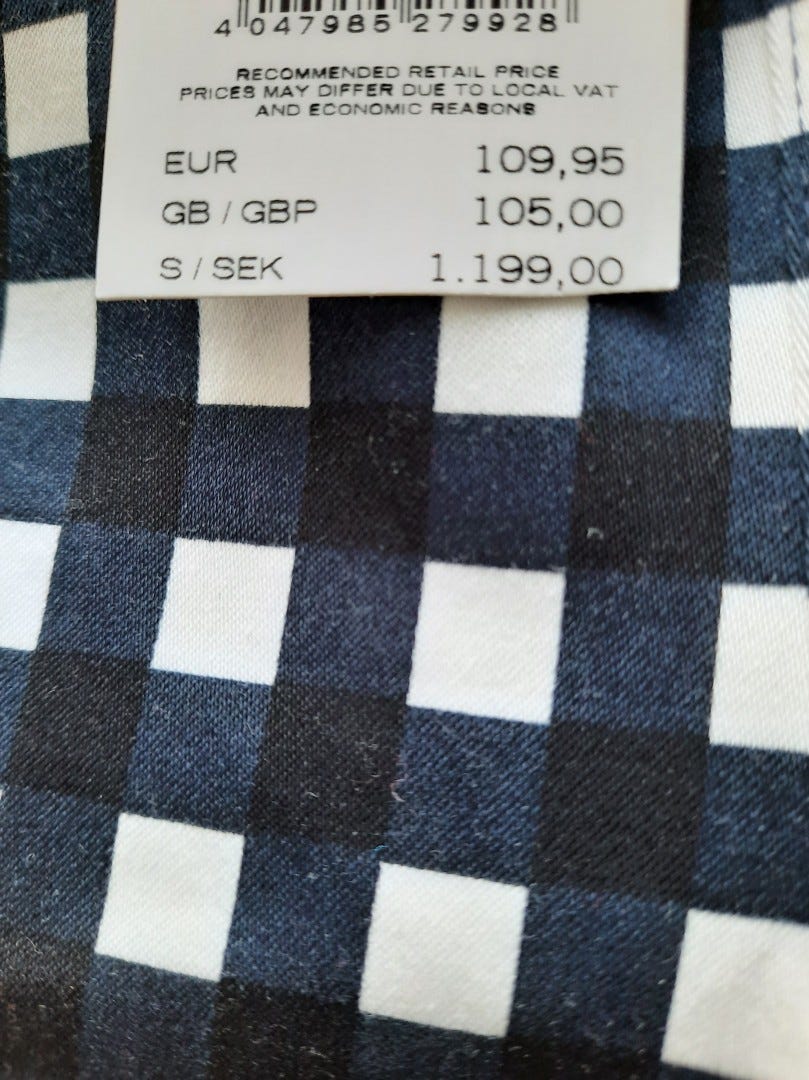 4 047985 279928
RECOMMENDED RETAIL PRICE
PRICES MAY DIFFER DUE TO LOCAL VAT
AND ECONOMIC REASONS
EUR 109,95
GB / GBP 105,00
S / SEK 1.199,00